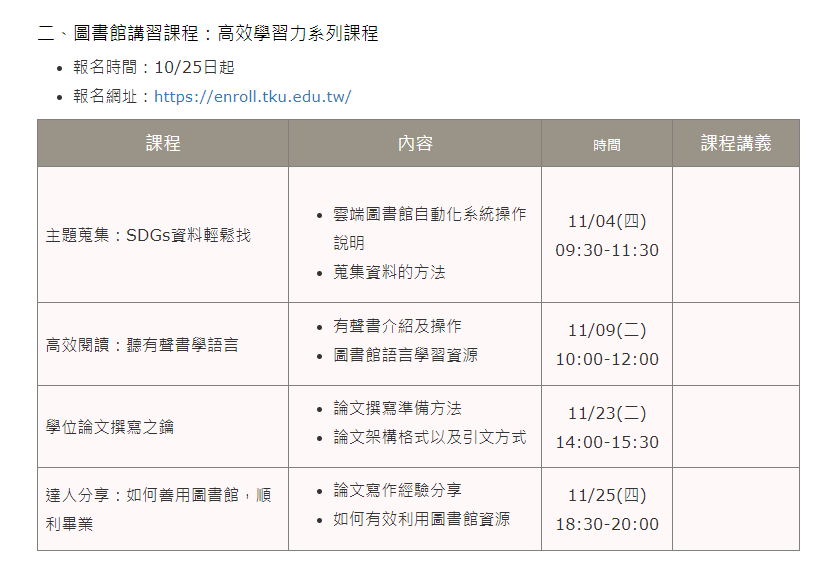 二、圖書館講習課程：高效學習力系列課程
報名時間：10/25日起
報名網址：https://enroll.tku.edu.tw/
課程 內容 時間 課程講義
主題蒐集：SDGs資料輕鬆找
雲端圖書館自動化系統操作
說明
蒐集資料的方法
11/04(四)
09:30-11:30
高效閱讀：聽有聲書學語言
有聲書介紹及操作
圖書館語言學習資源
11/09(二)
10:00-12:00
學位論文撰寫之鑰
論文撰寫準備方法
論文架構格式以及引文方式
11/23(二)
14:00-15:30
達人分享：如何善用圖書館，順
利畢業
論文寫作經驗分享
如何有效利用圖書館資源
11/25(四)
18:30-20:00